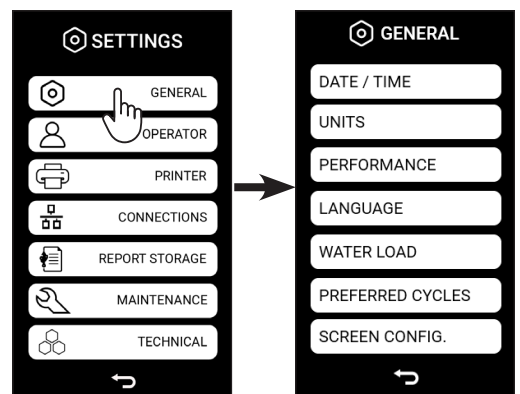 SETTINGS
GENERAL
OPERATOR
PRINTER
CONNECTIONS
REPORT STORAGE
MAINTENANCE
TECHNICAL
GENERAL
DATE / TIME
UNITS
PERFORMANCE
LANGUAGE
WATER LOAD
PREFERRED CYCLES
SCREEN CONFIG.